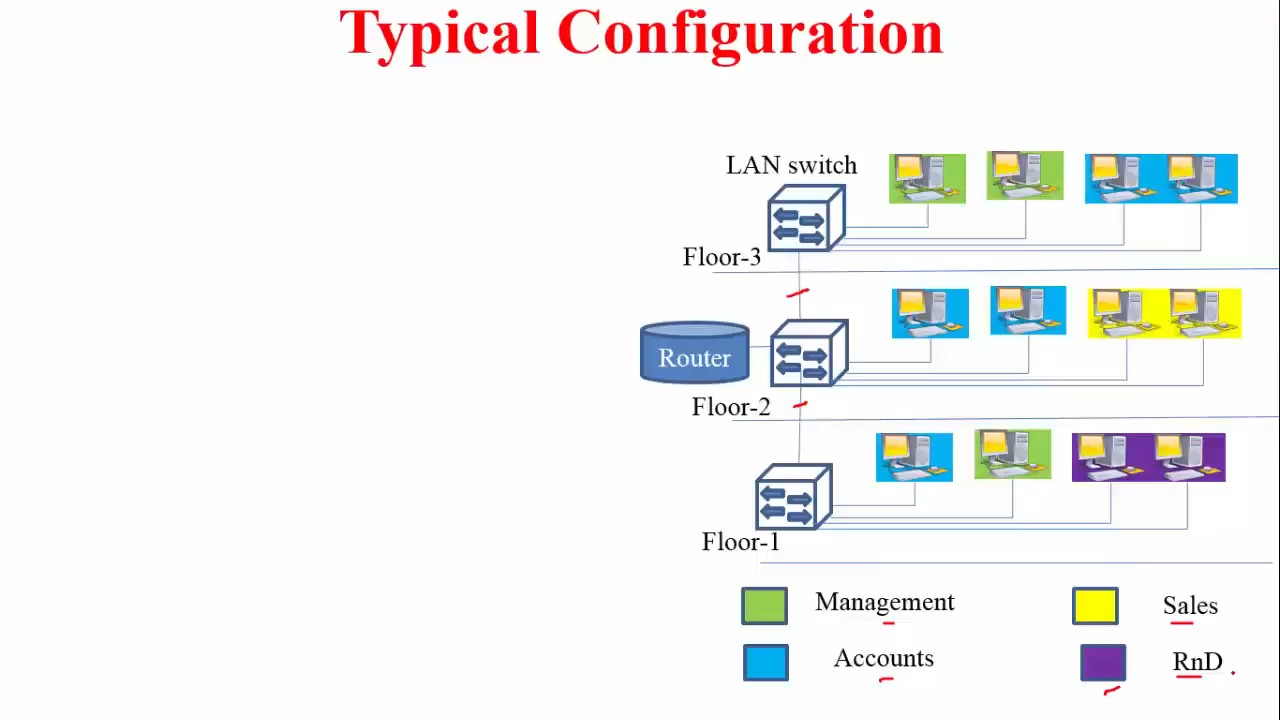 Typical Configuration
LAN switch
Floor-3
Router
Floor-2
Floor-1
Management
Sales
Accounts
RnD